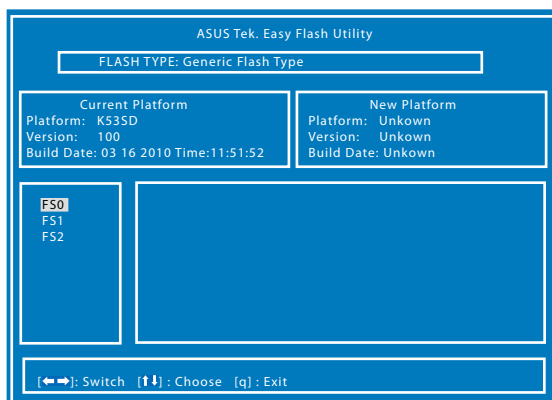 ASUS Tek. Easy Flash Utility
FLASH TYPE: Generic Flash Type
Current Platform
Platform: K53SD
Version: 100
Build Date: 03 16 2010 Time:11:51:52
New Platform
Platform: Unkown
Version: Unkown
Build Date: Unkown
FS0
FS1
FS2
[⬅➡]: Switch [⬆⬇] : Choose [q] : Exit